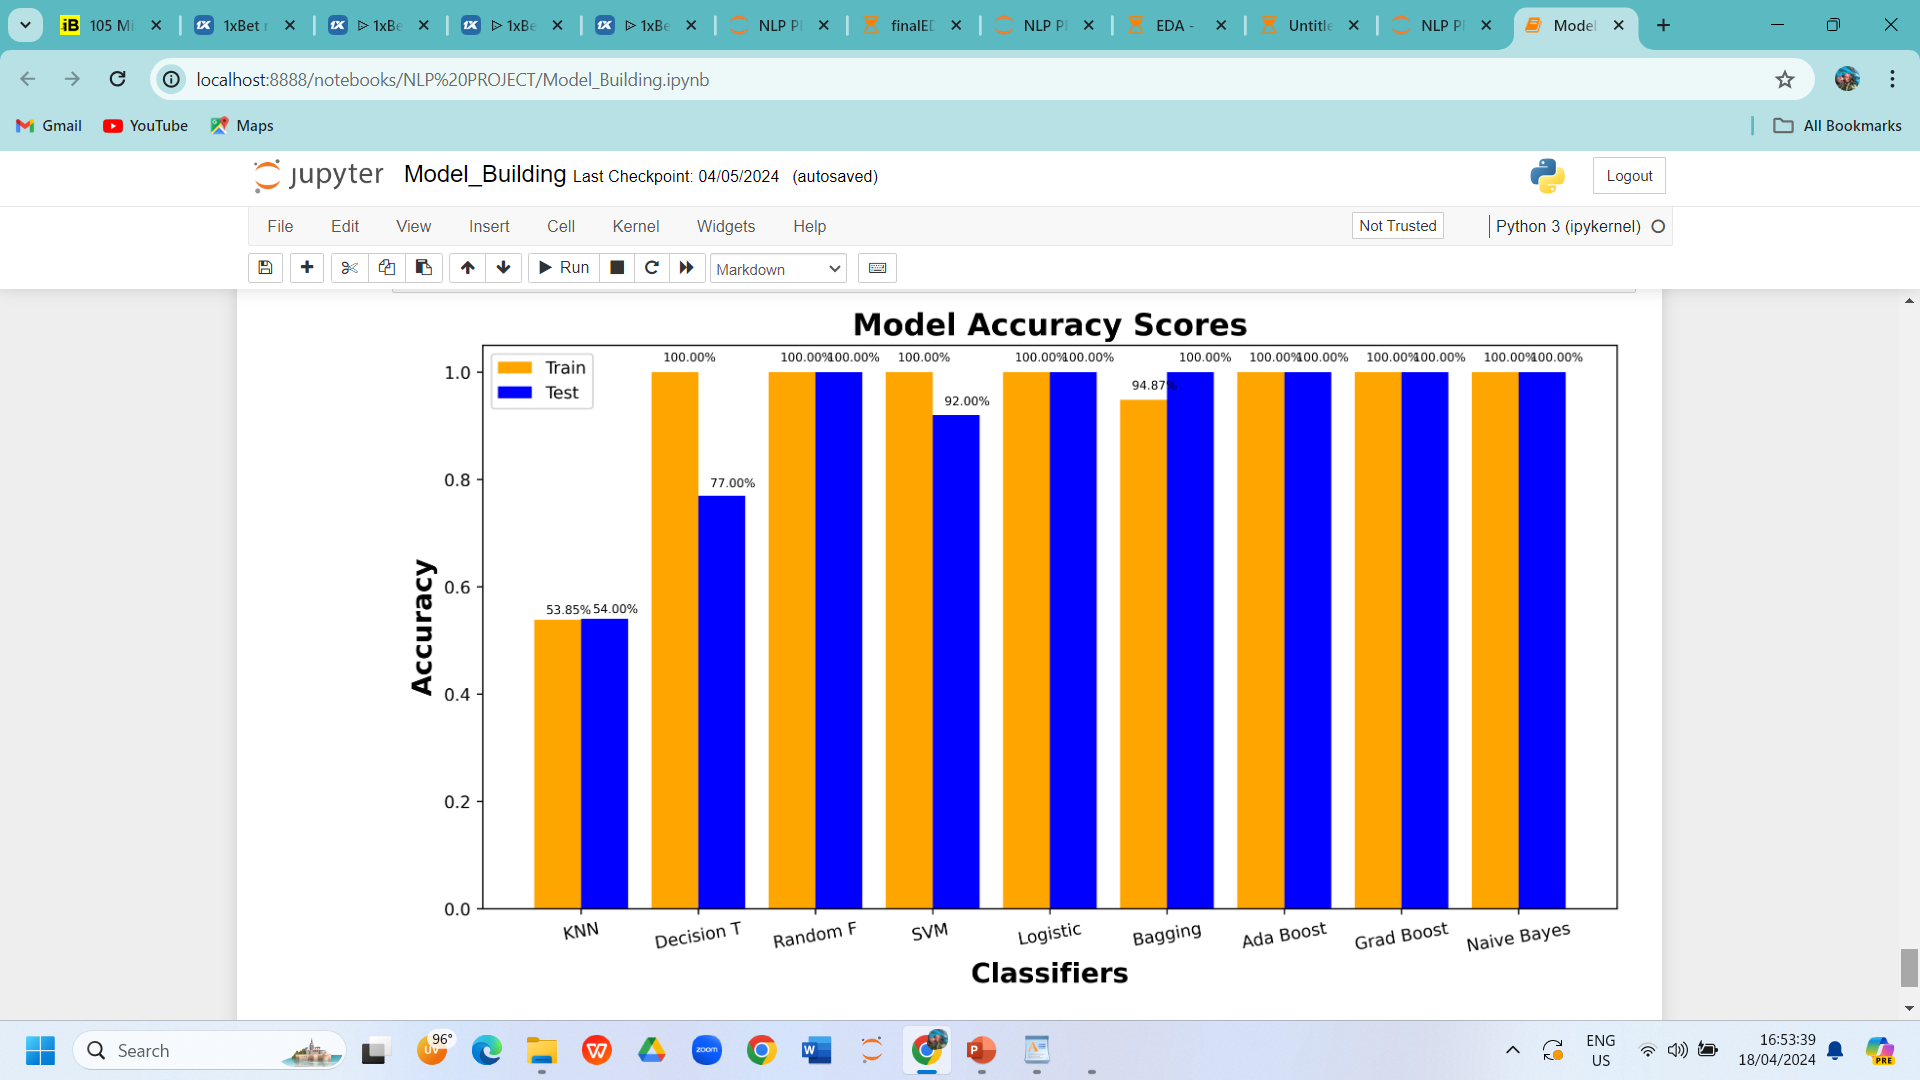 105 Mi
1xBet r
1xBe
1xBe
1xBe
NLP P
finalED
NLP P
EDA -
Untitle
NLP P
Model
localhost:8888/notebooks/NLP%20PROJECT/Model_Building.ipynb
Gmail YouTube Maps All Bookmarks
jupyter Model_Building Last Checkpoint: 04/05/2024 (autosaved) Logout
File Edit View Insert Cell Kernel Widgets Help Not Trusted Python 3 (ipykernel)
Run Markdown
Model Accuracy Scores
Train
Test
100.00% 100.00% 100.00% 100.00% 100.00% 100.00% 100.00% 100.00% 100.00% 100.00% 100.00% 100.00% 100.00%
94.87%
92.00%
77.00%
53.85% 54.00%
1.0
0.8
0.6
0.4
0.2
0.0
Accuracy
KNN Decision T Random F SVM Logistic Bagging Ada Boost Grad Boost Naive Bayes
Classifiers
Search
UV
96°
zoom
ENG
US
16:53:39
18/04/2024
PRE